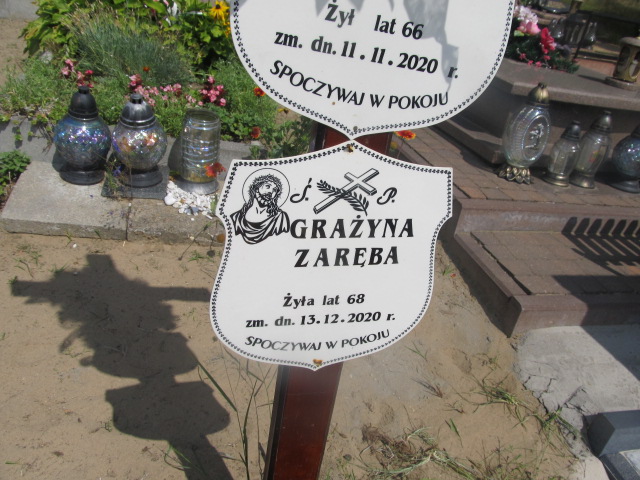 Żył lat 66
zm. dn. 11.11.2020 r.
SPOCZYWAJ W POKOJU
Ś. P.
GRAŻYNA
ZARĘBA
Żyła lat 68
zm. dn. 13.12.2020 r.
SPOCZYWAJ W POKOJU